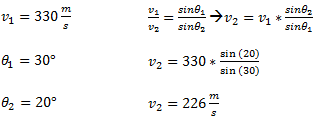 v₁ = 330 m/s    v₁/v₂ = sinθ₁/sinθ₂ → v₂ = v₁ * sinθ₂/sinθ₁
θ₁ = 30°    v₂ = 330 * sin (20)/sin (30)
θ₂ = 20°    v₂ = 226 m/s